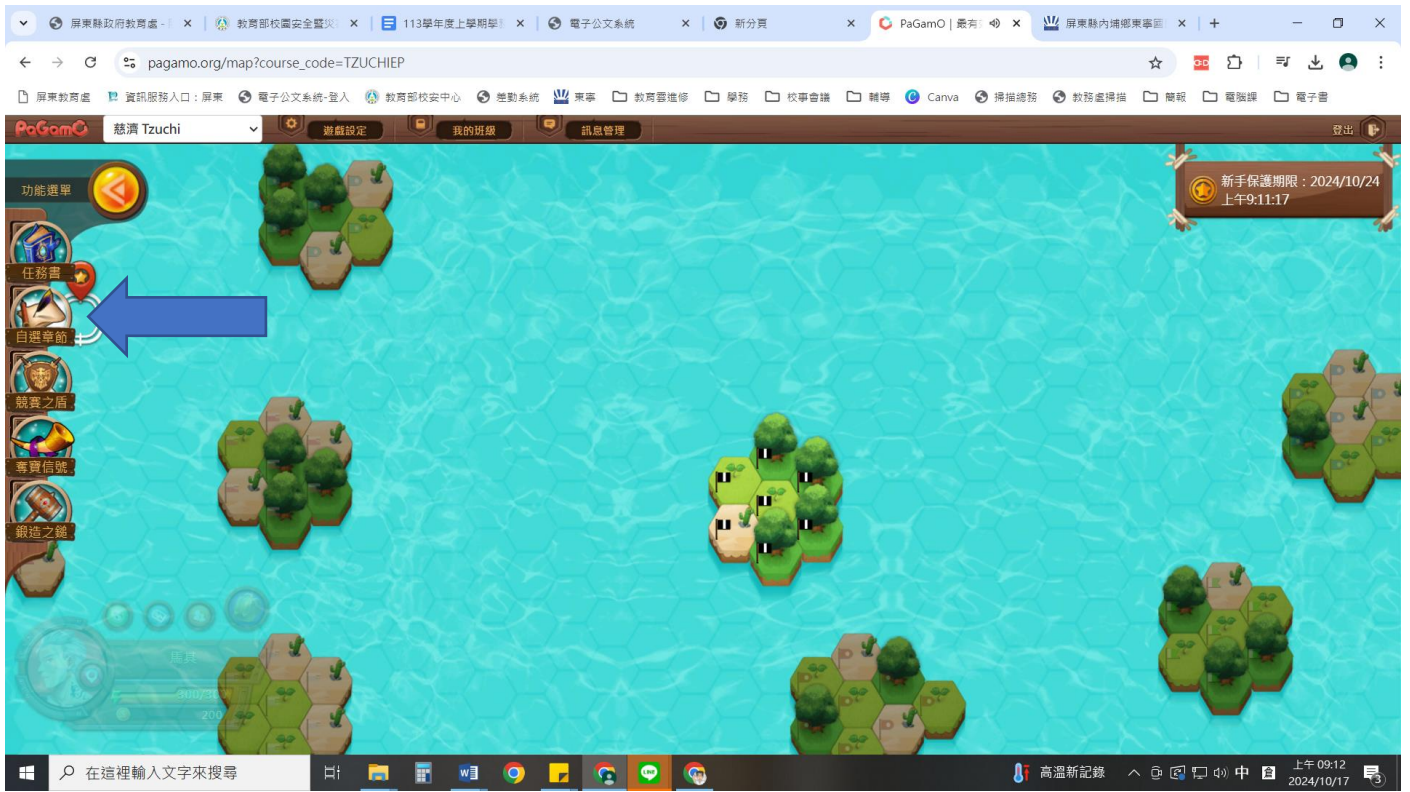 屏東縣政府教育處 -
教育部校園安全暨災
113學年度上學期學
電子公文系統
新分頁
PaGamO | 最有
屏東縣內埔鄉東寧國
pagamo.org/map?course_code=TZUCHIEP
屏東教育處 資訊服務入口：屏東 電子公文系統-登入 教育部校安中心 差勤系統 東寧 教育雲進修 學務 校事會議 輔導 Canva 掃描總務 教務處掃描 簡報 電腦課 電子書
PaGamO 慈濟 Tzuchi 遊戲設定 我的班級 訊息管理 登出
功能選單
新手保護期限：2024/10/24
上午9:11:17
任務書
自選章節
競賽之盾
奪寶信號
鍛造之鎚
200
在這裡輸入文字來搜尋
高溫新記錄
中
上午 09:12
2024/10/17
3